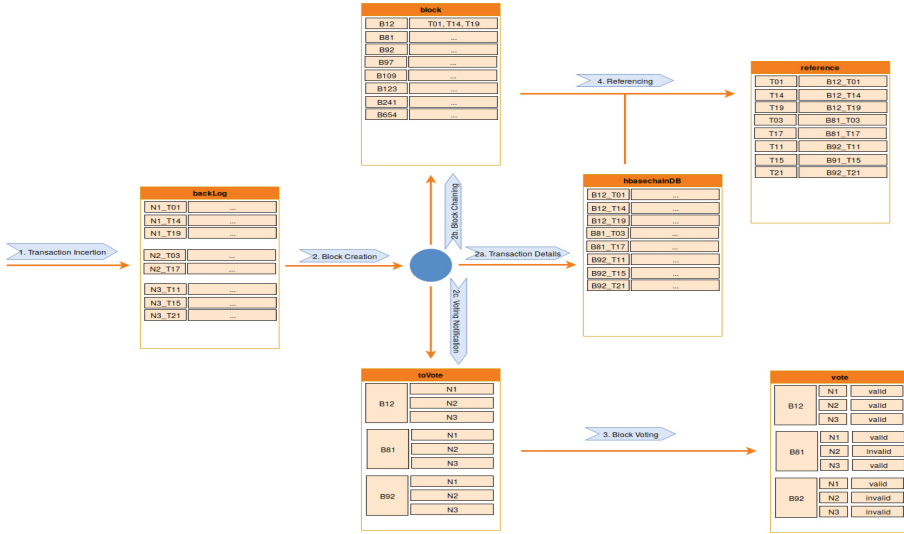 block
B12 T01, T14, T19
B81 ...
B92 ...
B97 ...
B109 ...
B123 ...
B241 ...
B654 ...
4. Referencing
reference
T01 B12_T01
T14 B12_T14
T19 B12_T19
T03 B81_T03
T17 B81_T17
T11 B92_T11
T15 B91_T15
T21 B92_T21
backLog
N1_T01 ...
N1_T14 ...
N1_T19 ...
N2_T03 ...
N2_T17 ...
N3_T11 ...
N3_T15 ...
N3_T21 ...
1. Transaction Incertion
2. Block Creation
2b. Block Chaining
2a. Transaction Details
2c. Voting Notification
hbasechainDB
B12_T01 ...
B12_T14 ...
B12_T19 ...
B81_T03 ...
B81_T17 ...
B92_T11 ...
B92_T15 ...
B92_T21 ...
toVote
B12 N1
N2
N3
B81 N1
N2
N3
B92 N1
N2
N3
3. Block Voting
vote
B12 N1 valid
N2 valid
N3 valid
B81 N1 valid
N2 invalid
N3 valid
B92 N1 valid
N2 invalid
N3 invalid